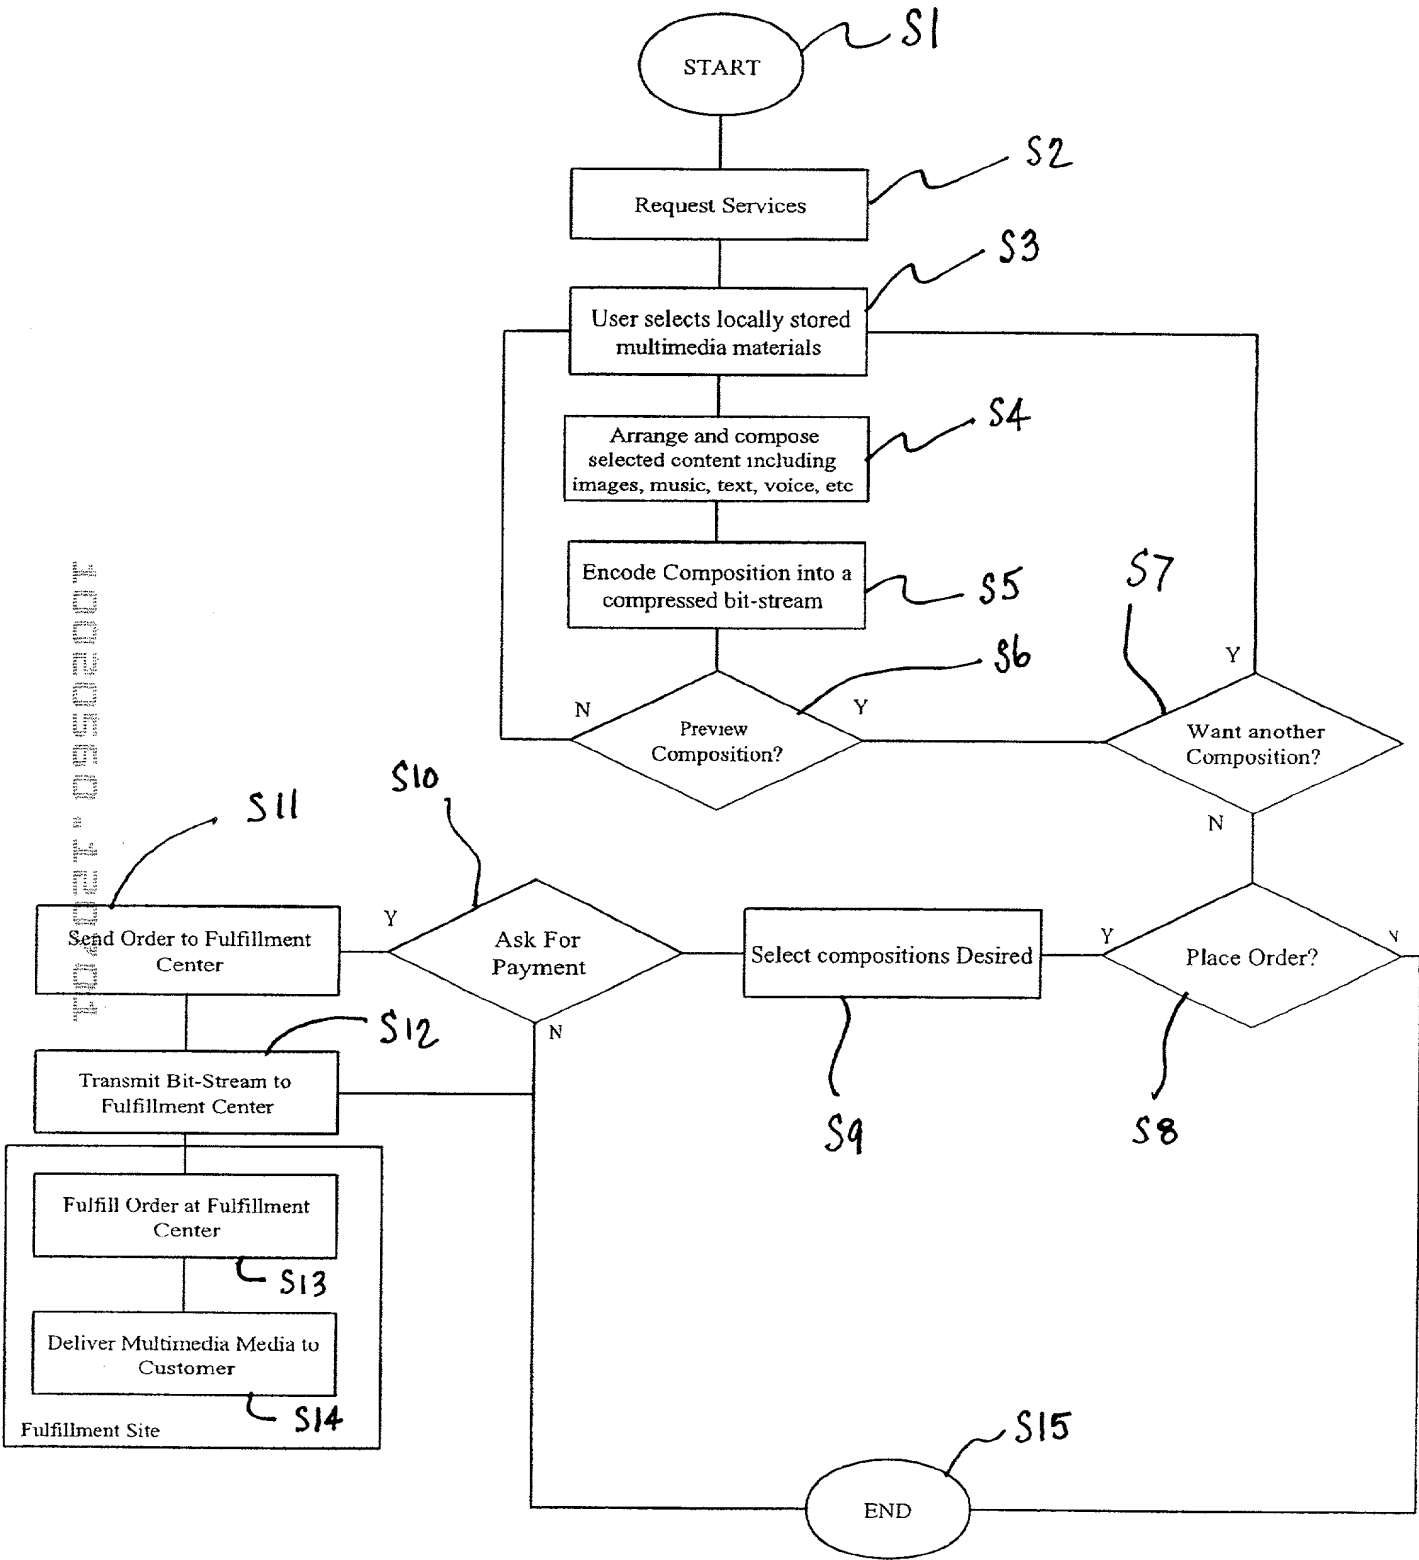 S1
START
S2
Request Services
S3
User selects locally stored
multimedia materials
S4
Arrange and compose
selected content including
images, music, text, voice, etc
S5
Encode Composition into a
compressed bit-stream
S6
S7
N
Preview
Composition?
Y
Y
Want another
Composition?
N
S10
S11
Y
Send Order to Fulfillment
Center
Ask For
Payment
N
Select compositions Desired
S9
Y
Place Order?
S8
S12
Transmit Bit-Stream to
Fulfillment Center
Fulfill Order at Fulfillment
Center
S13
Deliver Multimedia Media to
Customer
S14
Fulfillment Site
S15
END